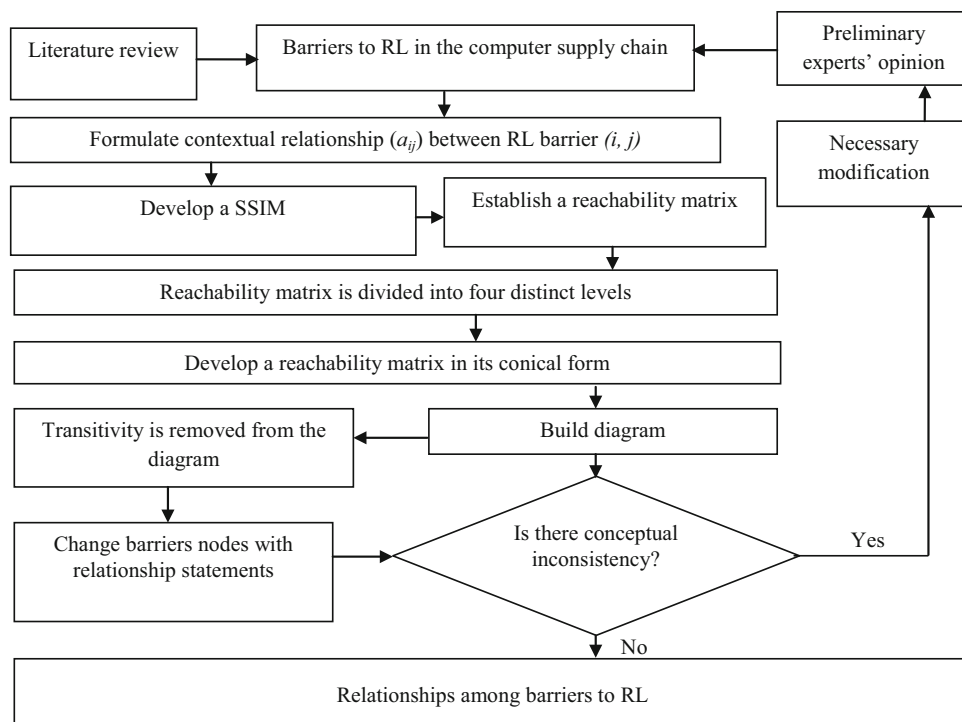 Literature review
Barriers to RL in the computer supply chain
Preliminary
experts' opinion
Formulate contextual relationship (aij) between RL barrier (i, j)
Necessary
modification
Develop a SSIM
Establish a reachability matrix
Reachability matrix is divided into four distinct levels
Develop a reachability matrix in its conical form
Transitivity is removed from the
diagram
Build diagram
Change barriers nodes with
relationship statements
Is there conceptual
inconsistency?
Yes
No
Relationships among barriers to RL